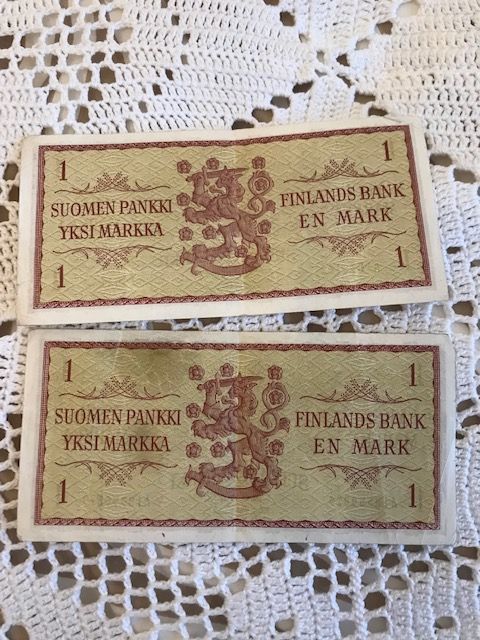 1 1
SUOMEN PANKKI FINLANDS BANK
YKSI MARKKA EN MARK
1 1
1 1
SUOMEN PANKKI FINLANDS BANK
YKSI MARKKA EN MARK
1 1